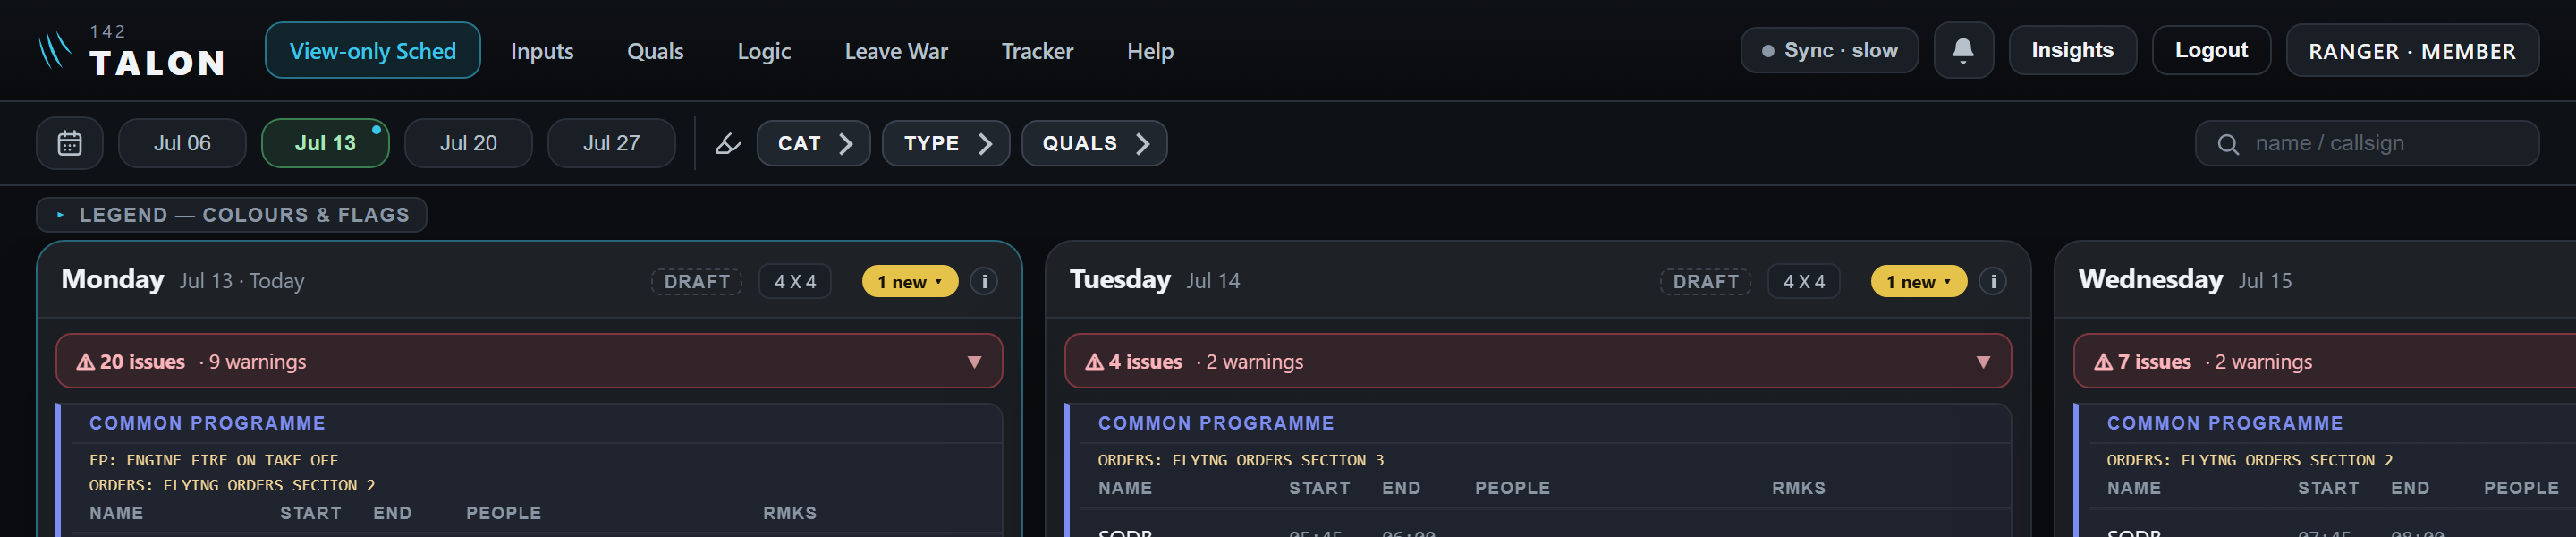 142
TALON
View-only Sched
Inputs
Quals
Logic
Leave War
Tracker
Help
Sync · slow
Insights
Logout
RANGER · MEMBER
Jul 06
Jul 13
Jul 20
Jul 27
CAT
TYPE
QUALS
name / callsign
LEGEND — COLOURS & FLAGS
Monday Jul 13 · Today
DRAFT
4 X 4
1 new
i
20 issues · 9 warnings
COMMON PROGRAMME
EP: ENGINE FIRE ON TAKE OFF
ORDERS: FLYING ORDERS SECTION 2
NAME START END PEOPLE RMKS
Tuesday Jul 14
DRAFT
4 X 4
1 new
i
4 issues · 2 warnings
COMMON PROGRAMME
ORDERS: FLYING ORDERS SECTION 3
NAME START END PEOPLE RMKS
Wednesday Jul 15
7 issues · 2 warnings
COMMON PROGRAMME
ORDERS: FLYING ORDERS SECTION 2
NAME START END PEOPLE